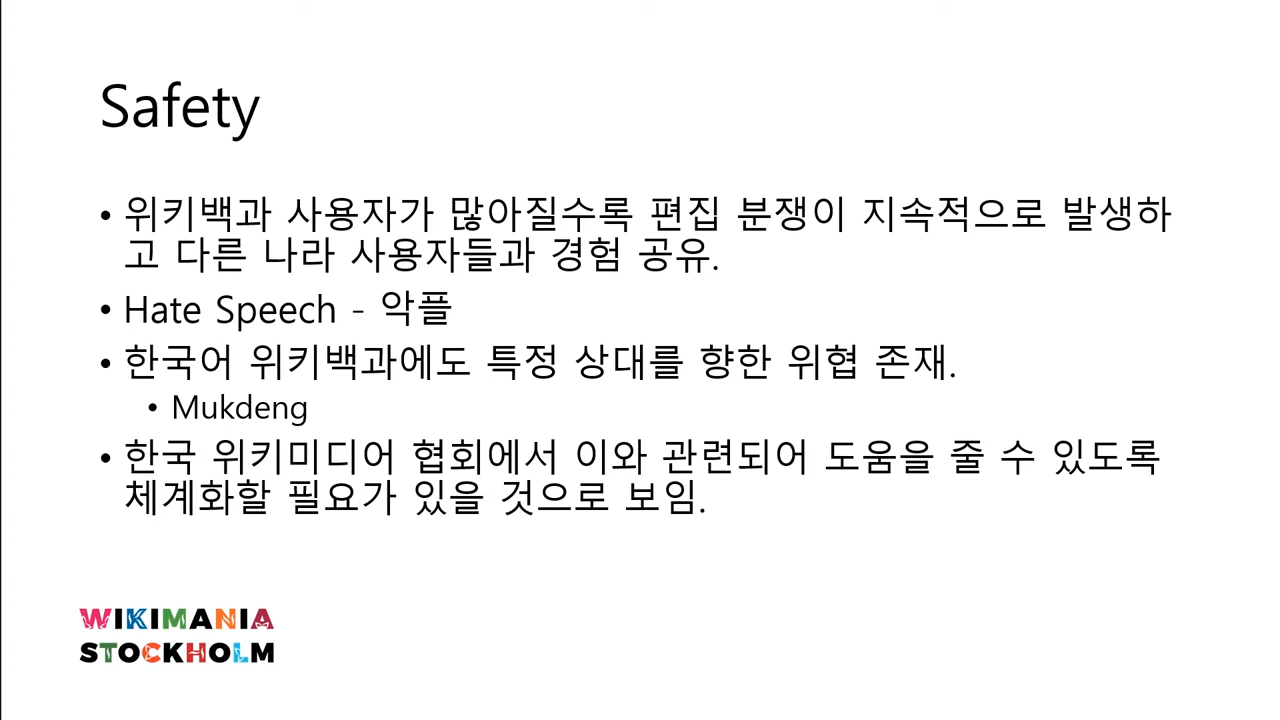 Safety
• 위키백과 사용자가 많아질수록 편집 분쟁이 지속적으로 발생하
고 다른 나라 사용자들과 경험 공유.
• Hate Speech - 악플
• 한국어 위키백과에도 특정 상대를 향한 위협 존재.
• Mukdeng
• 한국 위키미디어 협회에서 이와 관련되어 도움을 줄 수 있도록
체계화할 필요가 있을 것으로 보임.
WIKIMANIA
STOCKHOLM